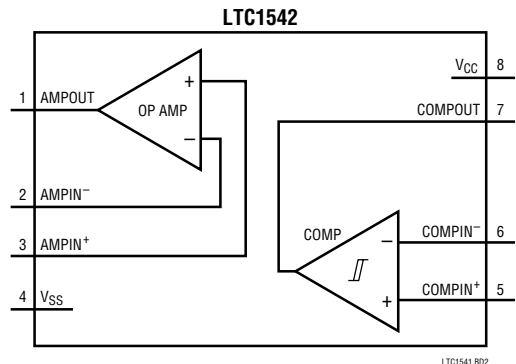 LTC1542
1 AMPOUT
OP AMP
+
−
2 AMPIN−
3 AMPIN+
4 VSS
VCC 8
COMPOUT 7
COMP
−
+
COMPIN− 6
COMPIN+ 5
LTC1541 BD2